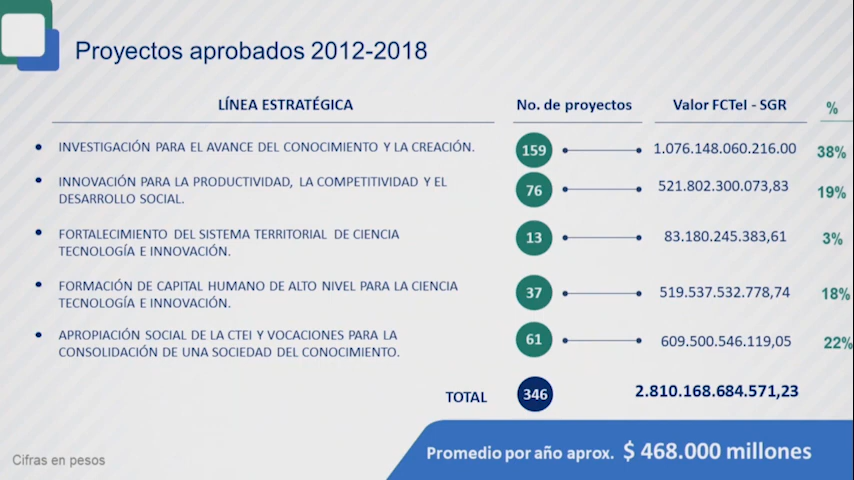 Proyectos aprobados 2012-2018
LÍNEA ESTRATÉGICA No. de proyectos Valor FCTeI - SGR %
• INVESTIGACIÓN PARA EL AVANCE DEL CONOCIMIENTO Y LA CREACIÓN. 159 1.076.148.060.216.00 38%
• INNOVACIÓN PARA LA PRODUCTIVIDAD, LA COMPETITIVIDAD Y EL
DESARROLLO SOCIAL. 76 521.802.300.073,83 19%
• FORTALECIMIENTO DEL SISTEMA TERRITORIAL DE CIENCIA
TECNOLOGÍA E INNOVACIÓN. 13 83.180.245.383,61 3%
• FORMACIÓN DE CAPITAL HUMANO DE ALTO NIVEL PARA LA CIENCIA
TECNOLOGÍA E INNOVACIÓN. 37 519.537.532.778,74 18%
• APROPIACIÓN SOCIAL DE LA CTEI Y VOCACIONES PARA LA
CONSOLIDACIÓN DE UNA SOCIEDAD DEL CONOCIMIENTO. 61 609.500.546.119,05 22%
TOTAL 346 2.810.168.684.571,23
Promedio por año aprox. $ 468.000 millones
Cifras en pesos